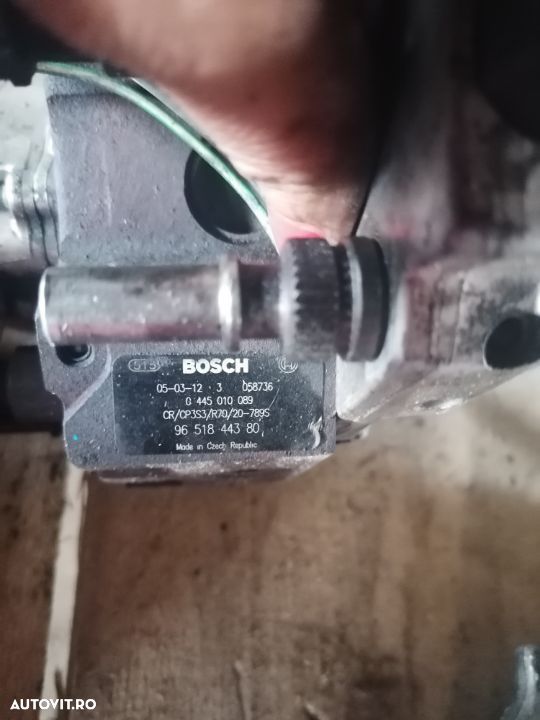 518 BOSCH
05-03-12 3 058736
0 445 010 089
CR/CP3S3/R70/20-789S
96 518 443 80
Made in Czech Republic
AUTOVIT.RO